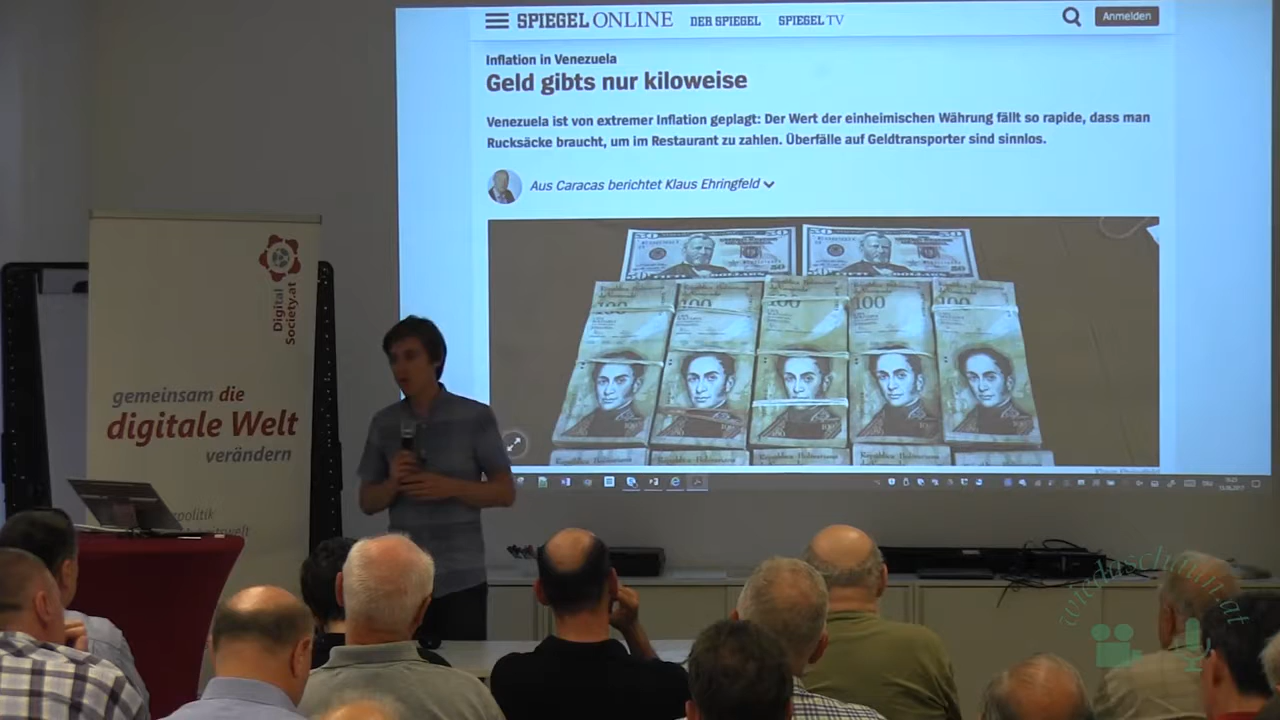 SPIEGEL ONLINE DER SPIEGEL SPIEGEL TV Anmelden
Inflation in Venezuela
Geld gibts nur kiloweise
Venezuela ist von extremer Inflation geplagt: Der Wert der einheimischen Währung fällt so rapide, dass man
Rucksäcke braucht, um im Restaurant zu zahlen. Überfälle auf Geldtransporter sind sinnlos.
Aus Caracas berichtet Klaus Ehringfeld
50 50
100 100 100 100 100
Digital
Society.at
gemeinsam die
digitale Welt
verändern